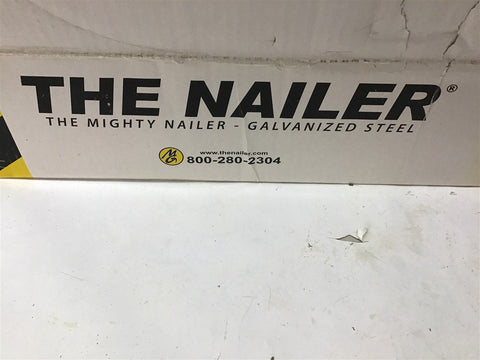 THE NAILER®
THE MIGHTY NAILER - GALVANIZED STEEL
www.thenailer.com
800-280-2304